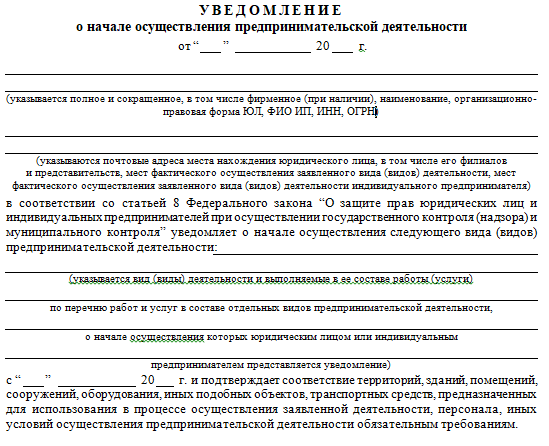 УВЕДОМЛЕНИЕ
о начале осуществления предпринимательской деятельности
от “___” ____________ 20___ г.
(указывается полное и сокращенное, в том числе фирменное (при наличии), наименование, организационно-
правовая форма ЮЛ, ФИО ИП, ИНН, ОГРН)
(указываются почтовые адреса места нахождения юридического лица, в том числе его филиалов
и представительств, мест фактического осуществления заявленного вида (видов) деятельности, мест
фактического осуществления заявленного вида (видов) деятельности индивидуального предпринимателя)
в соответствии со статьей 8 Федерального закона “О защите прав юридических лиц и
индивидуальных предпринимателей при осуществлении государственного контроля (надзора) и
муниципального контроля” уведомляет о начале осуществления следующего вида (видов)
предпринимательской деятельности:
(указывается вид (виды) деятельности и выполняемые в ее составе работы (услуги)
по перечню работ и услуг в составе отдельных видов предпринимательской деятельности,
о начале осуществления которых юридическим лицом или индивидуальным
предпринимателем представляется уведомление)
с “___” ____________ 20___ г. и подтверждает соответствие территорий, зданий, помещений,
сооружений, оборудования, иных подобных объектов, транспортных средств, предназначенных
для использования в процессе осуществления заявленной деятельности, персонала, иных
условий осуществления предпринимательской деятельности обязательным требованиям.